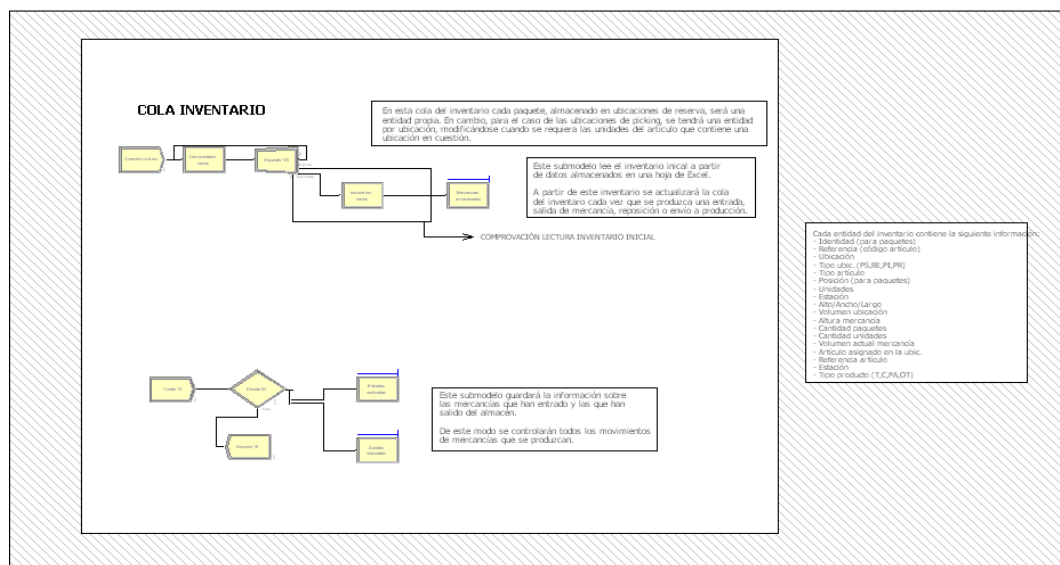 COLA INVENTARIO
En esta cola del inventario cada paquete, almacenado en ubicaciones de reserva, será una
entidad propia. En cambio, para el caso de las ubicaciones de picking, se tendrá una entidad
por ubicación, modificándose cuando se requiera las unidades del artículo que contiene una
ubicación en cuestión.
Este submodelo lee el inventario inical a partir
de datos almacenados en una hoja de Excel.
A partir de este inventario se actualizará la cola
del inventaro cada vez que se produzca una entrada,
salida de mercancía, reposición o envío a producción.
COMPROVACIÓN LECTURA INVENTARIO INICIAL
Cada entidad del inventario contiene la siguiente información:
- Identidad (para paquetes)
- Referencia (código artículo)
- Ubicación
- Tipo ubic. (PS,RE,PI,PR)
- Tipo artículo
- Posición (para paquetes)
- Unidades
- Estación
- Alto/Ancho/Largo
- Volumen ubicación
- Altura mercancía
- Cantidad paquetes
- Cantidad unidades
- Volumen actual mercancía
- Artículo asignado en la ubic.
- Referencia artículo
- Estación
- Tipo producto (T,C,PA,OT)
Este submodelo guardará la información sobre
las mercancías que han entrado y las que han
salido del almacén.
De este modo se controlarán todos los movimientos
de mercancías que se produzcan.